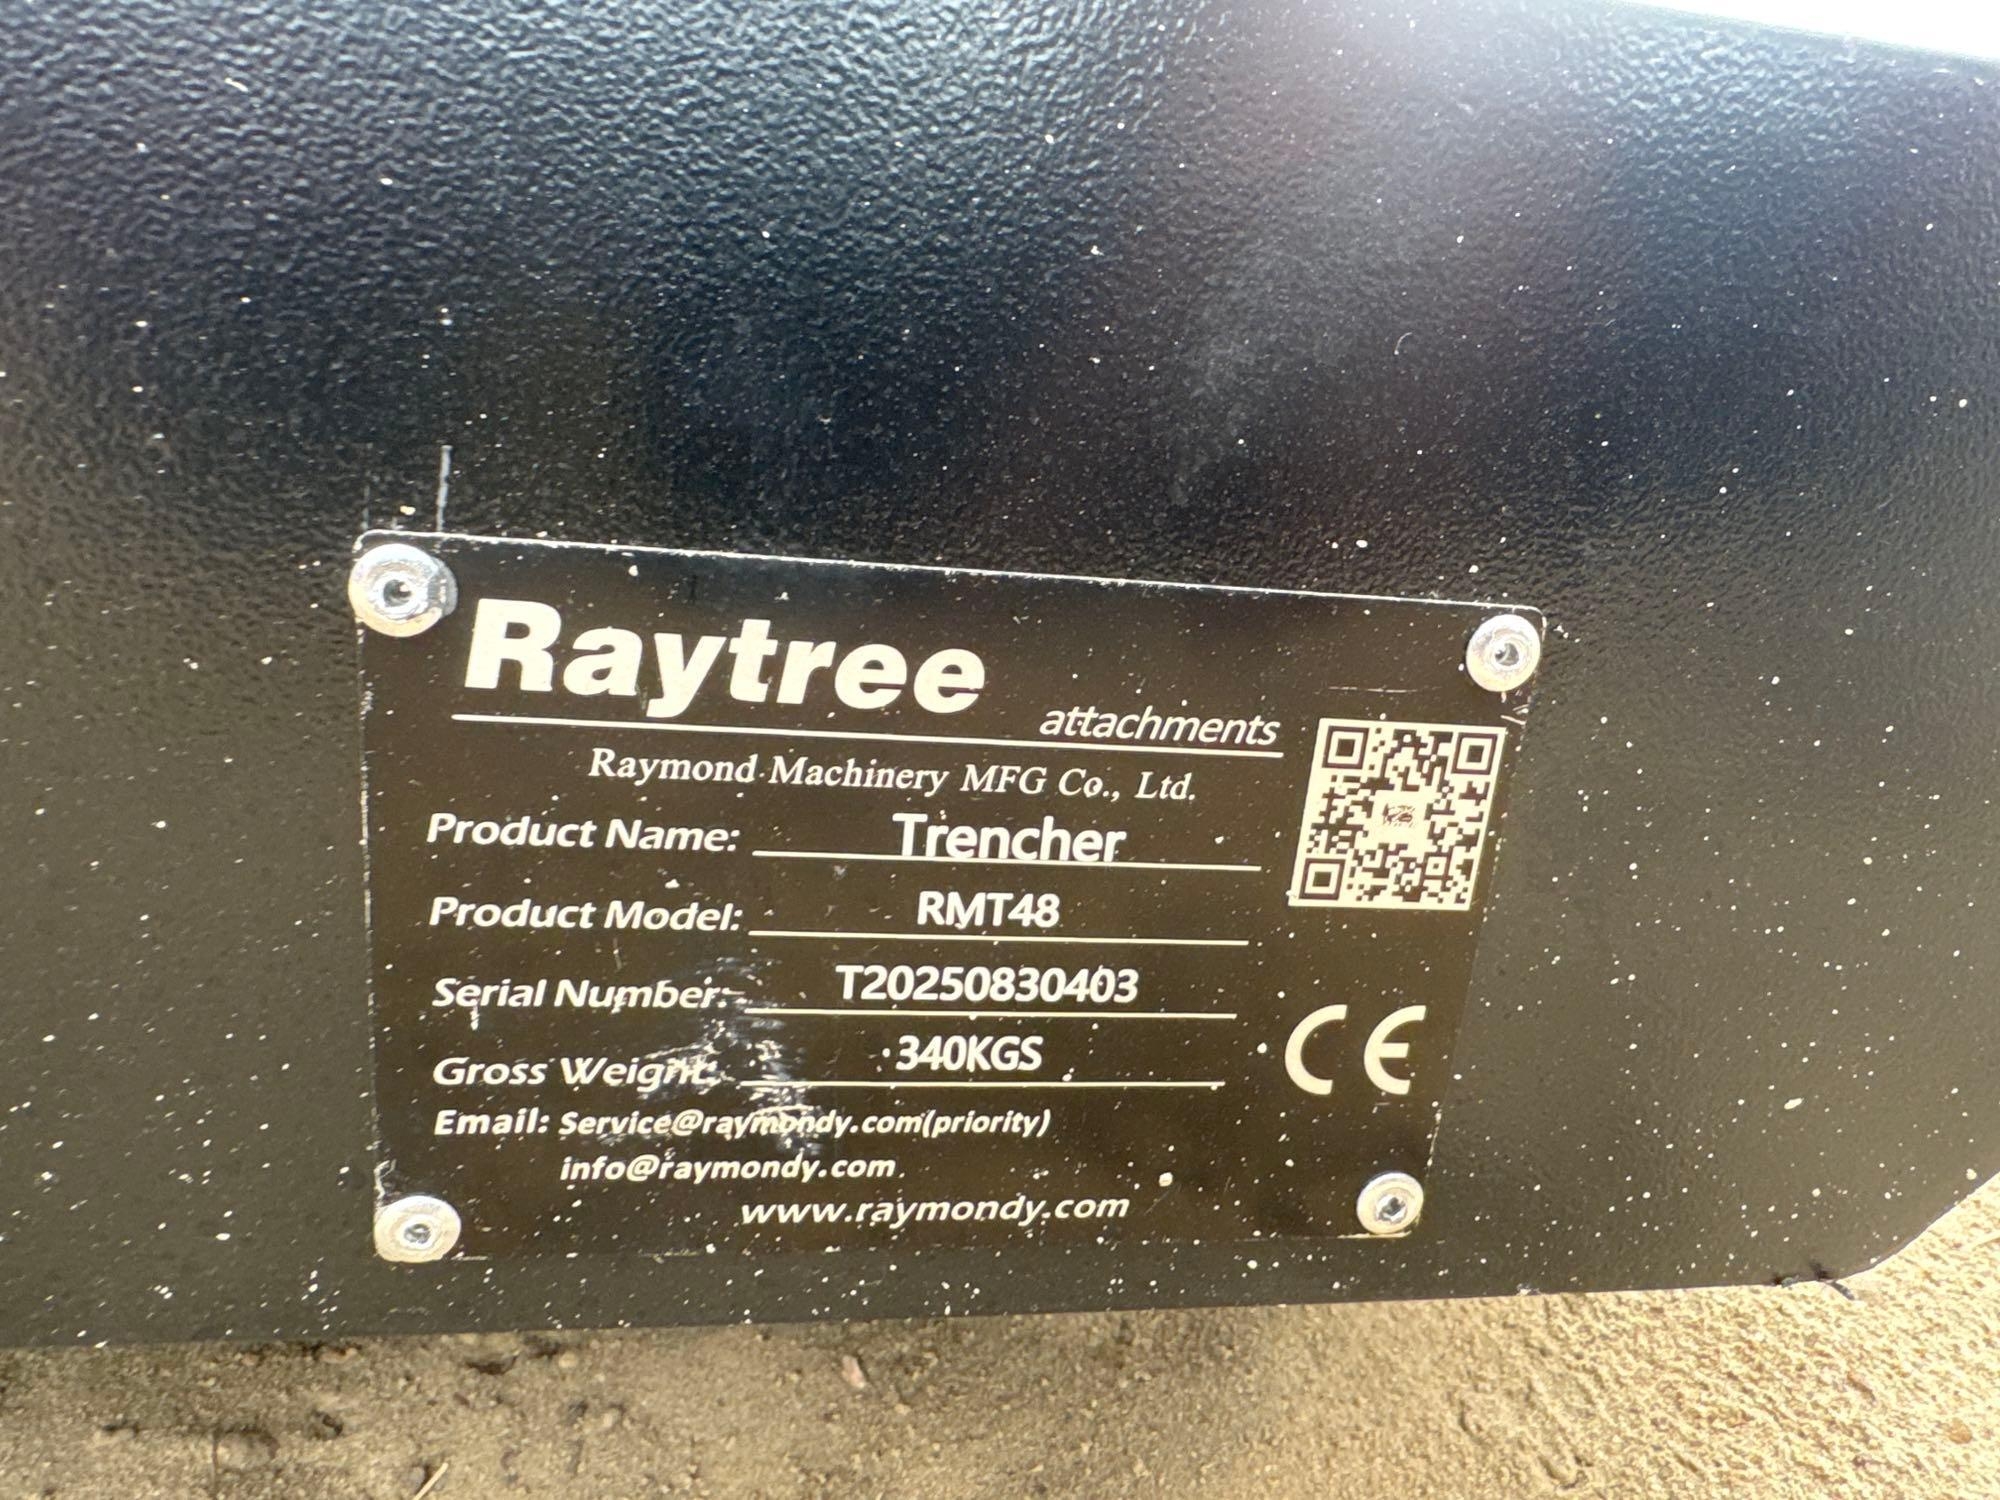 Raytree
attachments
Raymond Machinery MFG Co., Ltd.
Product Name: Trencher
Product Model: RMT48
Serial Number: T20250830403
Gross Weight: 340KGS
Email: Service@raymondy.com(priority)
info@raymondy.com
www.raymondy.com
CE